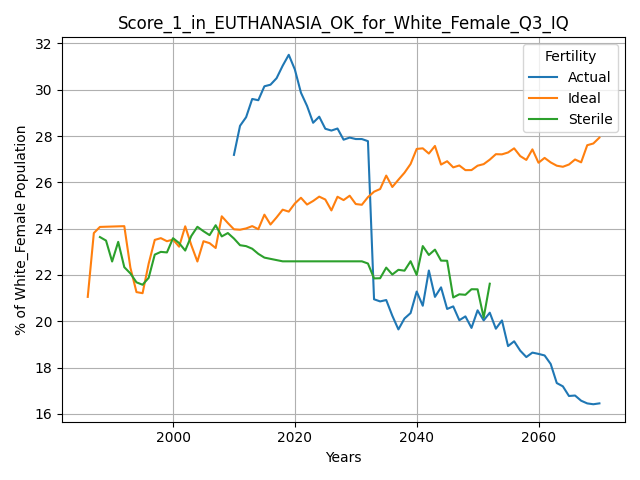 Score_1_in_EUTHANASIA_OK_for_White_Female_Q3_IQ
% of White_Female Population
32
30
28
26
24
22
20
18
16
Fertility
Actual
Ideal
Sterile
2000
2020
2040
2060
Years